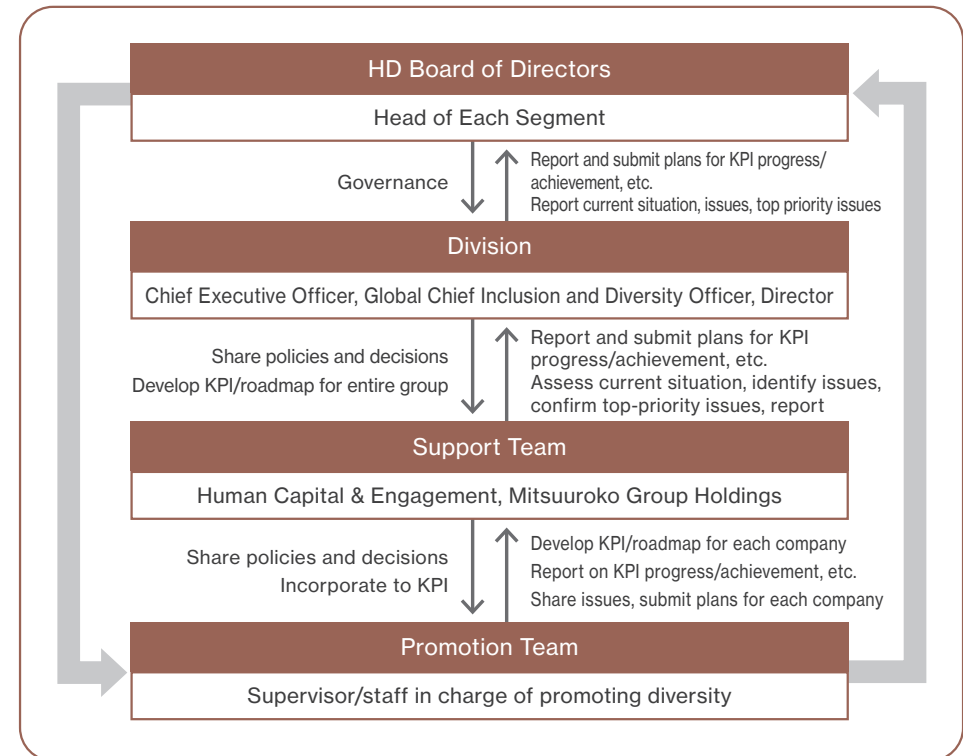 HD Board of Directors
Head of Each Segment
Governance
Report and submit plans for KPI progress/
achievement, etc.
Report current situation, issues, top priority issues
Division
Chief Executive Officer, Global Chief Inclusion and Diversity Officer, Director
Share policies and decisions
Develop KPI/roadmap for entire group
Report and submit plans for KPI
progress/achievement, etc.
Assess current situation, identify issues,
confirm top-priority issues, report
Support Team
Human Capital & Engagement, Mitsuuroko Group Holdings
Share policies and decisions
Incorporate to KPI
Develop KPI/roadmap for each company
Report on KPI progress/achievement, etc.
Share issues, submit plans for each company
Promotion Team
Supervisor/staff in charge of promoting diversity